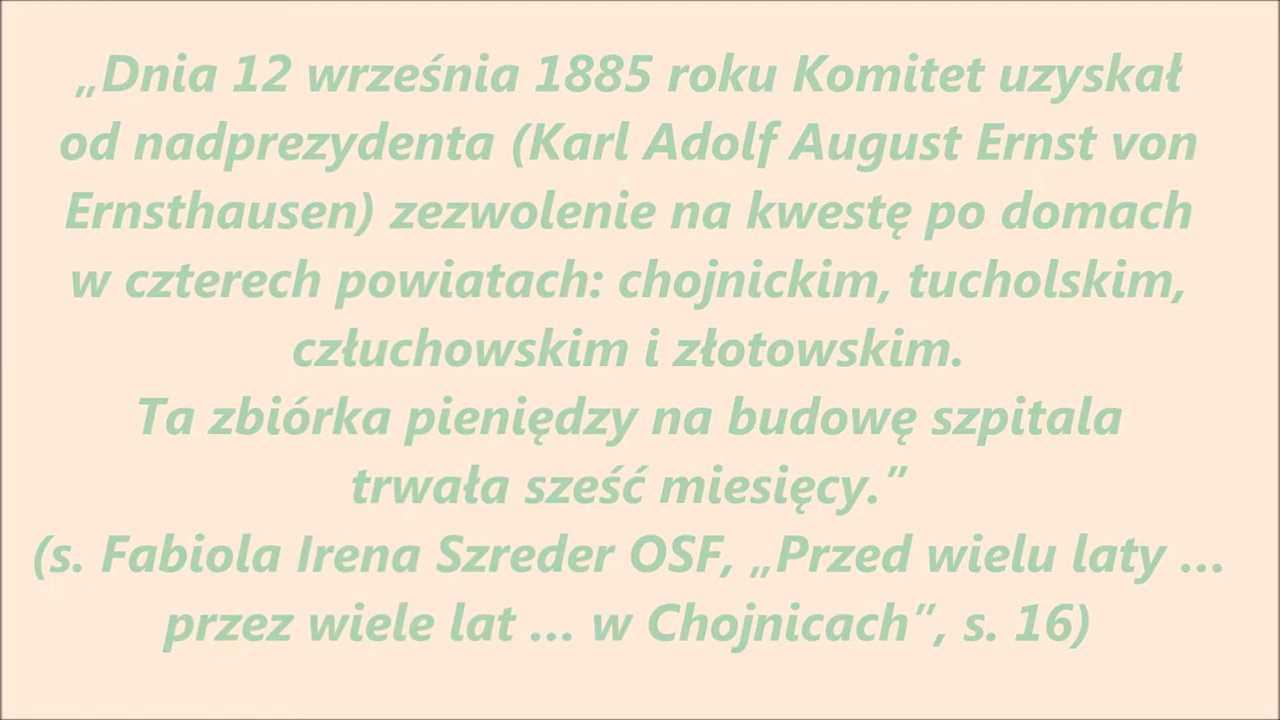 „Dnia 12 września 1885 roku Komitet uzyskał
od nadprezydenta (Karl Adolf August Ernst von
Ernsthausen) zezwolenie na kwestę po domach
w czterech powiatach: chojnickim, tucholskim,
człuchowskim i złotowskim.
Ta zbiórka pieniędzy na budowę szpitala
trwała sześć miesięcy.”
(s. Fabiola Irena Szreder OSF, „Przed wielu laty ...
przez wiele lat ... w Chojnicach”, s. 16)